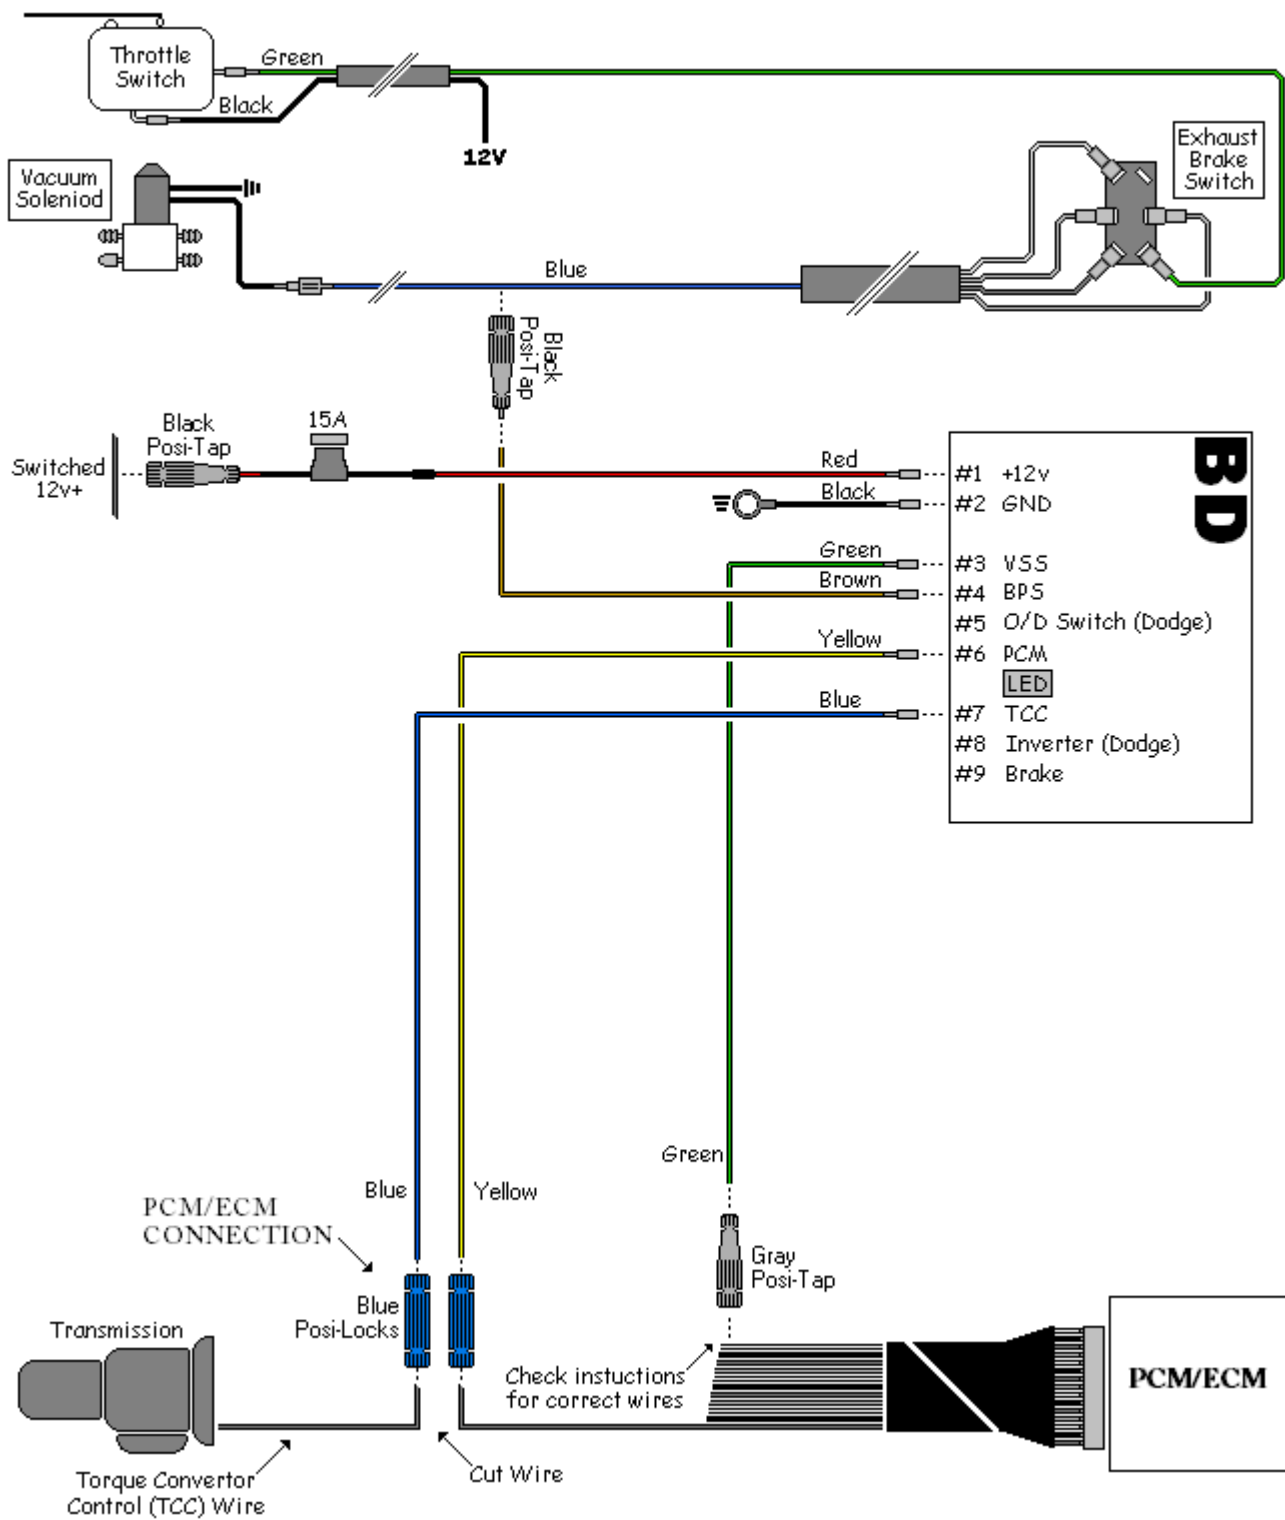 Throttle
Switch
Green
Black
12V
Vacuum
Soleniod
Exhaust
Brake
Switch
Blue
Black
Posi-Tap
Black
Posi-Tap
15A
Switched
12v+
Red
Black
Green
Brown
Yellow
Blue
BD
#1 +12v
#2 GND
#3 VSS
#4 BPS
#5 O/D Switch (Dodge)
#6 PCM
LED
#7 TCC
#8 Inverter (Dodge)
#9 Brake
Green
Blue
Yellow
PCM/ECM
CONNECTION
Gray
Posi-Tap
Blue
Posi-Locks
Transmission
Check instuctions
for correct wires
PCM/ECM
Torque Convertor
Control (TCC) Wire
Cut Wire